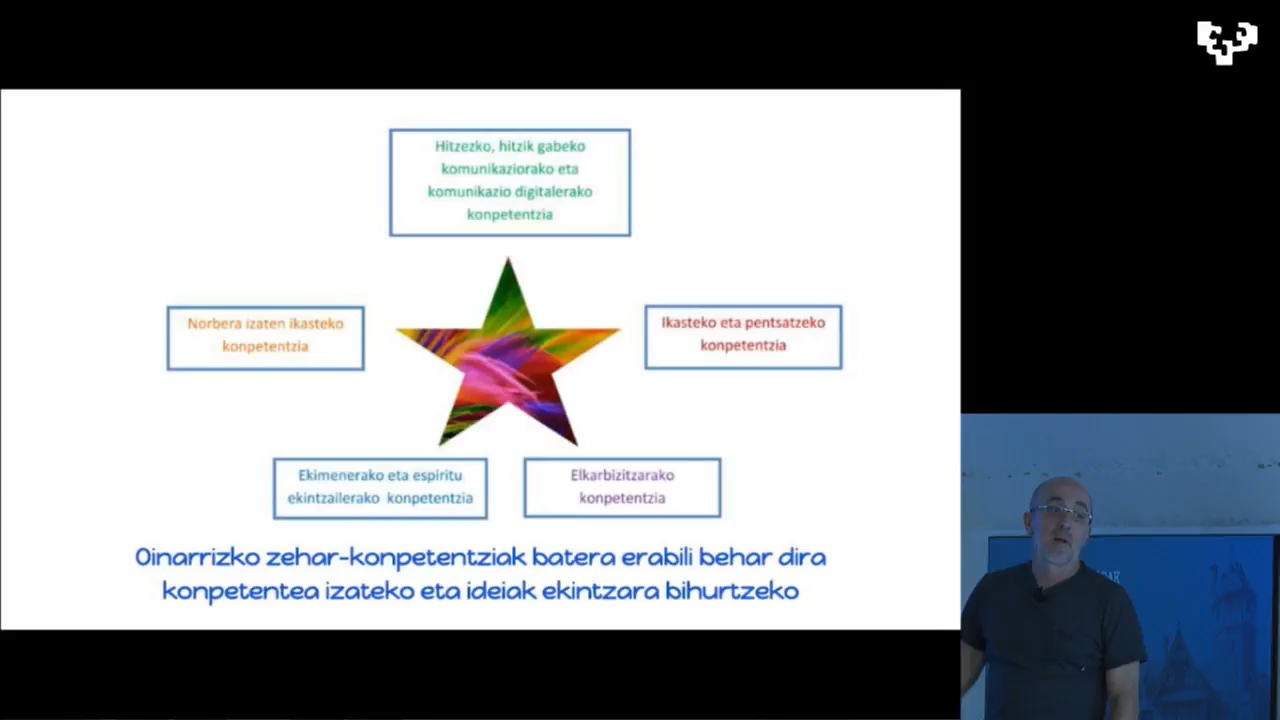 Hitzezko, hitzik gabeko
komunikaziorako eta
komunikazio digitalerako
konpetentzia
Norbera izaten ikasteko
konpetentzia
Ikasteko eta pentsatzeko
konpetentzia
Ekimenerako eta espiritu
ekintzailerako konpetentzia
Elkarbizitzarako
konpetentzia
Oinarrizko zehar-konpetentziak batera erabili behar dira
konpetentea izateko eta ideiak ekintzara bihurtzeko